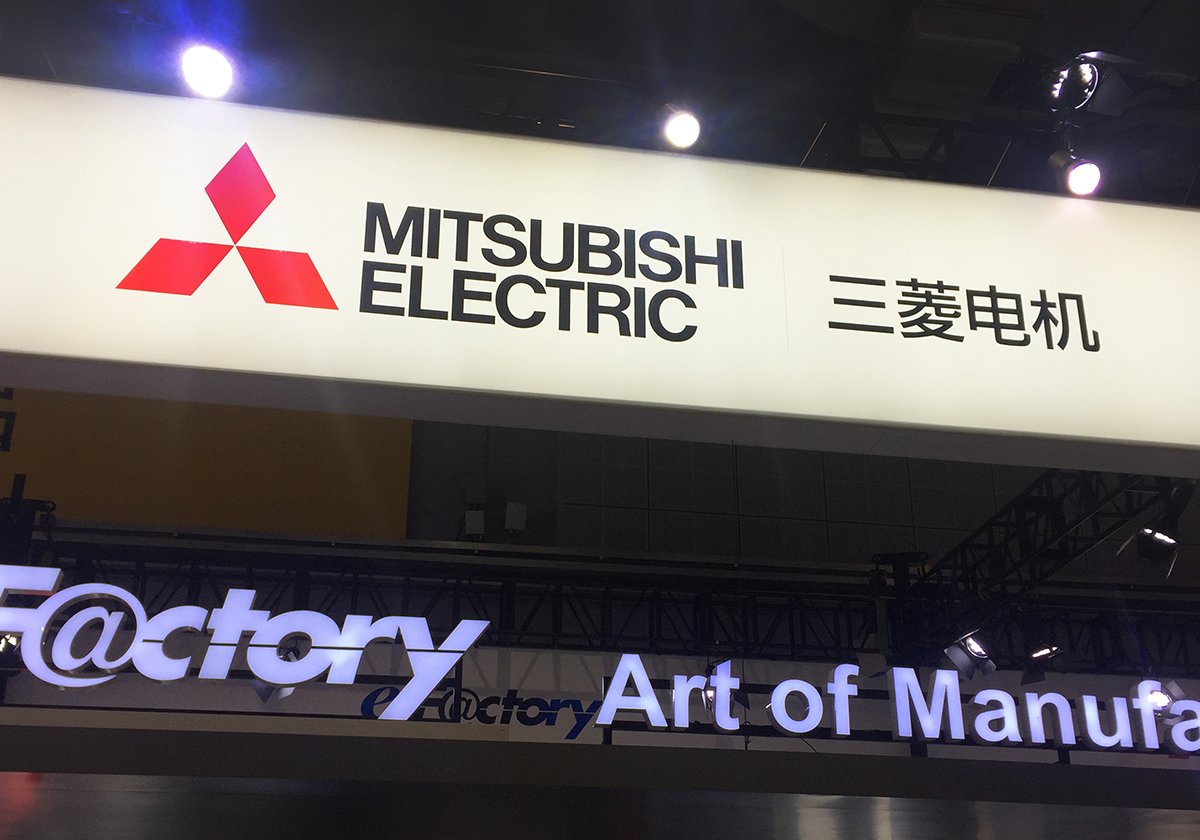 MITSUBISHI
ELECTRIC
三菱电机
F@ctory
e-F@ctory
Art of Manufa